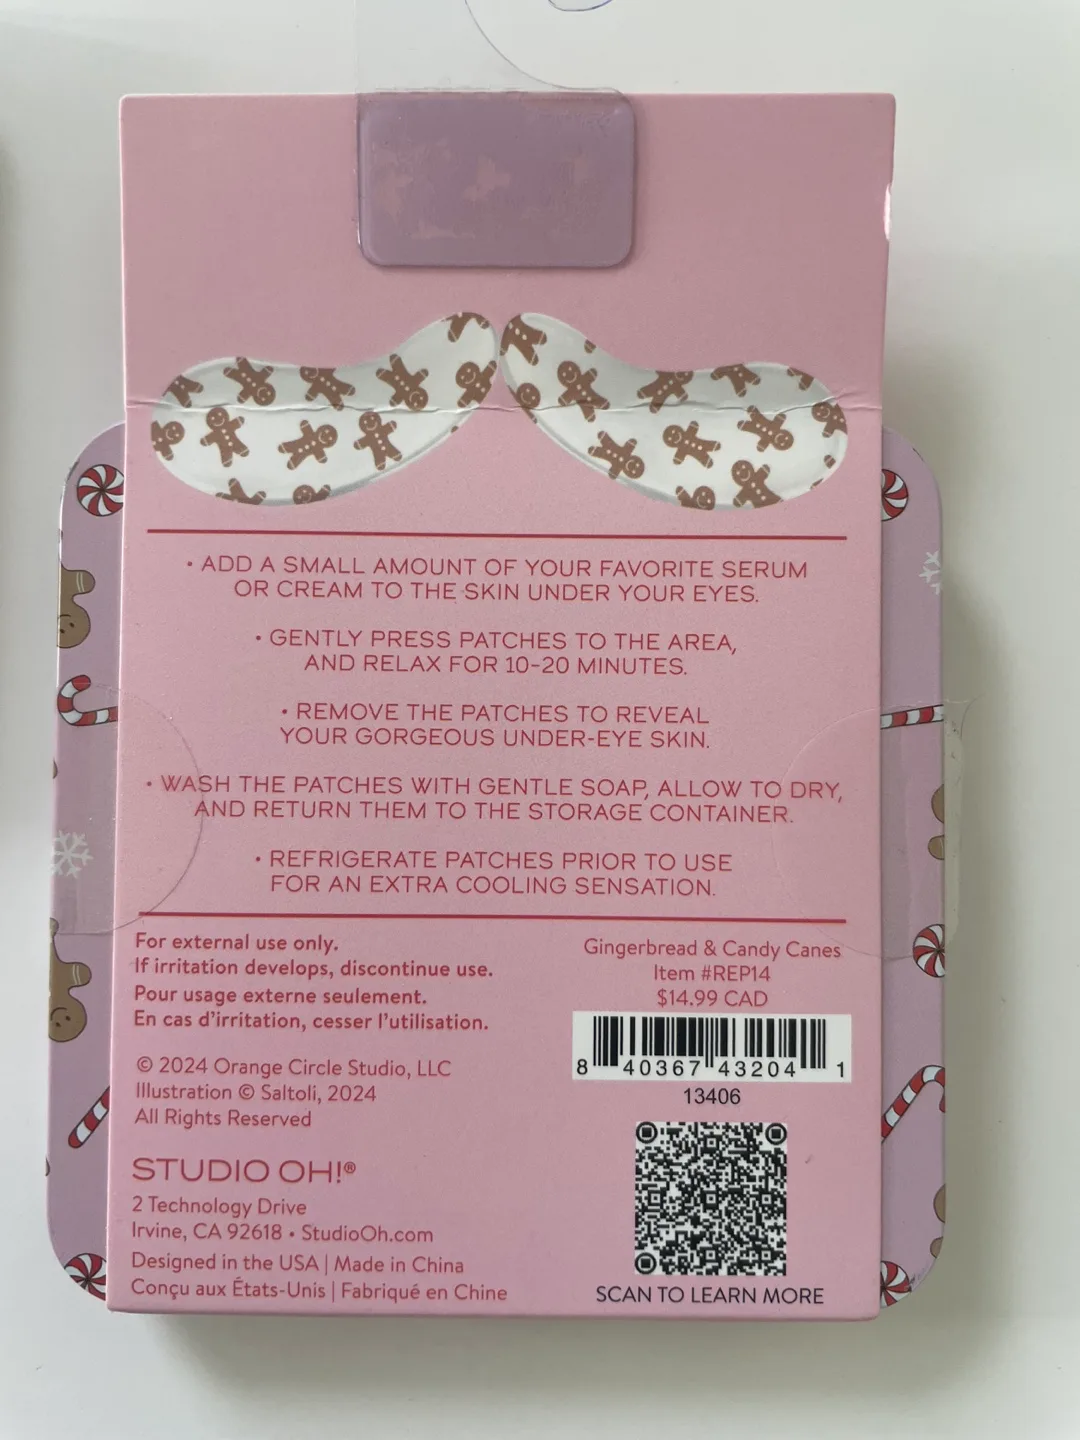 • ADD A SMALL AMOUNT OF YOUR FAVORITE SERUM
OR CREAM TO THE SKIN UNDER YOUR EYES.
• GENTLY PRESS PATCHES TO THE AREA,
AND RELAX FOR 10-20 MINUTES.
• REMOVE THE PATCHES TO REVEAL
YOUR GORGEOUS UNDER-EYE SKIN.
• WASH THE PATCHES WITH GENTLE SOAP, ALLOW TO DRY,
AND RETURN THEM TO THE STORAGE CONTAINER.
• REFRIGERATE PATCHES PRIOR TO USE
FOR AN EXTRA COOLING SENSATION.
For external use only.
If irritation develops, discontinue use.
Pour usage externe seulement.
En cas d'irritation, cesser l'utilisation.
© 2024 Orange Circle Studio, LLC
Illustration © Saltoli, 2024
All Rights Reserved
STUDIO OH!®
2 Technology Drive
Irvine, CA 92618 • StudioOh.com
Designed in the USA | Made in China
Conçu aux États-Unis | Fabriqué en Chine
Gingerbread & Candy Canes
Item #REP14
$14.99 CAD
8 40367 43204 1
13406
SCAN TO LEARN MORE